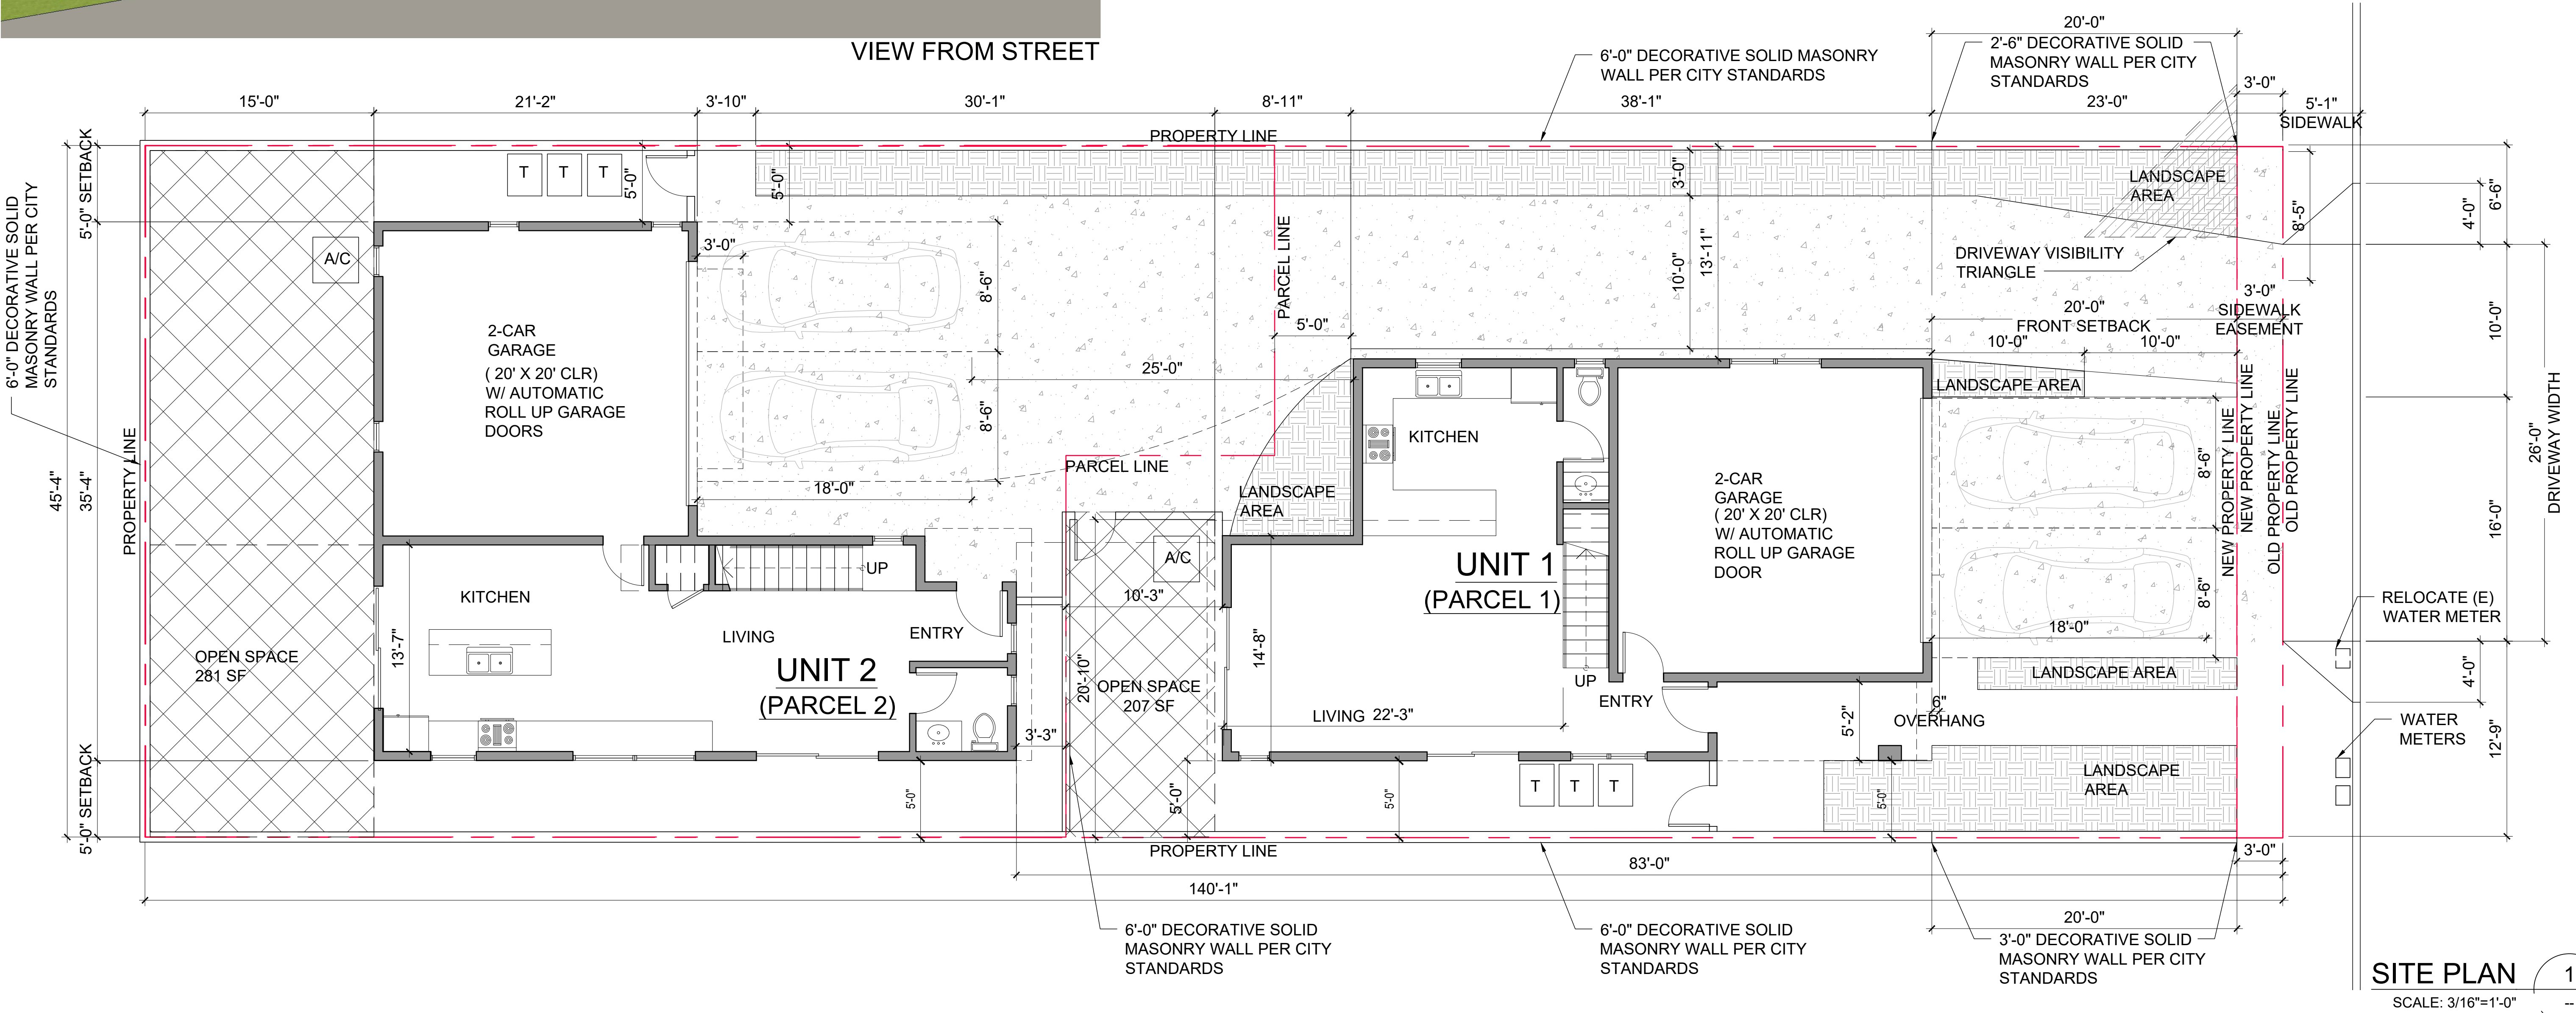 VIEW FROM STREET
20'-0"
6'-0" DECORATIVE SOLID MASONRY
WALL PER CITY STANDARDS
2'-6" DECORATIVE SOLID
MASONRY WALL PER CITY
STANDARDS
3'-0"
15'-0"
21'-2"
3'-10"
30'-1"
8'-11"
38'-1"
23'-0"
5'-1"
SIDEWALK
PROPERTY LINE
5'-0" SETBACK
6'-0" DECORATIVE SOLID
MASONRY WALL PER CITY
STANDARDS
45'-4"
35'-4"
5'-0" SETBACK
PROPERTY LINE
T
T
T
5'-0"
5'-0"
3'-0"
LANDSCAPE
AREA
8'-5"
4'-0"
6'-6"
A/C
3'-0"
8'-6"
8'-6"
PARCEL LINE
5'-0"
10'-0"
13'-11"
DRIVEWAY VISIBILITY
TRIANGLE
3'-0"
SIDEWALK
EASEMENT
20'-0"
FRONT SETBACK
10'-0"
10'-0"
10'-0"
2-CAR
GARAGE
( 20' X 20' CLR)
W/ AUTOMATIC
ROLL UP GARAGE
DOORS
25'-0"
18'-0"
PARCEL LINE
LANDSCAPE
AREA
KITCHEN
LANDSCAPE AREA
2-CAR
GARAGE
( 20' X 20' CLR)
W/ AUTOMATIC
ROLL UP GARAGE
DOOR
8'-6"
8'-6"
18'-0"
NEW PROPERTY LINE
NEW PROPERTY LINE
OLD PROPERTY LINE
OLD PROPERTY LINE
16'-0"
26'-0"
DRIVEWAY WIDTH
UP
A/C
UNIT 1
(PARCEL 1)
KITCHEN
13'-7"
LIVING
ENTRY
10'-3"
14'-8"
RELOCATE (E)
WATER METER
OPEN SPACE
281 SF
UNIT 2
(PARCEL 2)
20'-10"
OPEN SPACE
207 SF
UP
ENTRY
LANDSCAPE AREA
4'-0"
3'-3"
LIVING
22'-3"
5'-2"
6"
OVERHANG
WATER
METERS
12'-9"
5'-0"
5'-0"
5'-0"
T
T
T
5'-0"
LANDSCAPE
AREA
PROPERTY LINE
83'-0"
3'-0"
140'-1"
20'-0"
6'-0" DECORATIVE SOLID
MASONRY WALL PER CITY
STANDARDS
6'-0" DECORATIVE SOLID
MASONRY WALL PER CITY
STANDARDS
3'-0" DECORATIVE SOLID
MASONRY WALL PER CITY
STANDARDS
SITE PLAN
1
SCALE: 3/16"=1'-0"
--